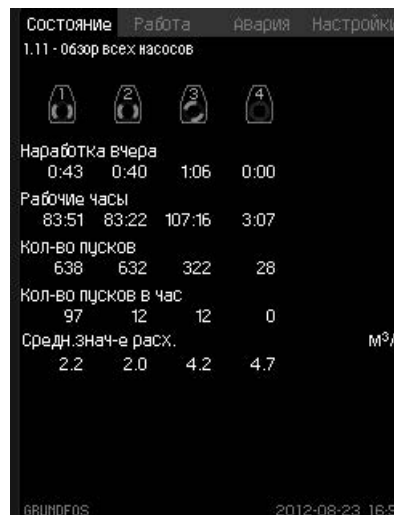 Состояние Работа Авария Настройки
1.11 - Обзор всех насосов
1 2 3 4
Наработка вчера
0:43 0:40 1:06 0:00
Рабочие часы
83:51 83:22 107:16 3:07
Кол-во пусков
638 632 322 28
Кол-во пусков в час
97 12 12 0
Средн.знач-е расх. м³/
2.2 2.0 4.2 4.7
GRUNDFOS 2012-08-23 16:5